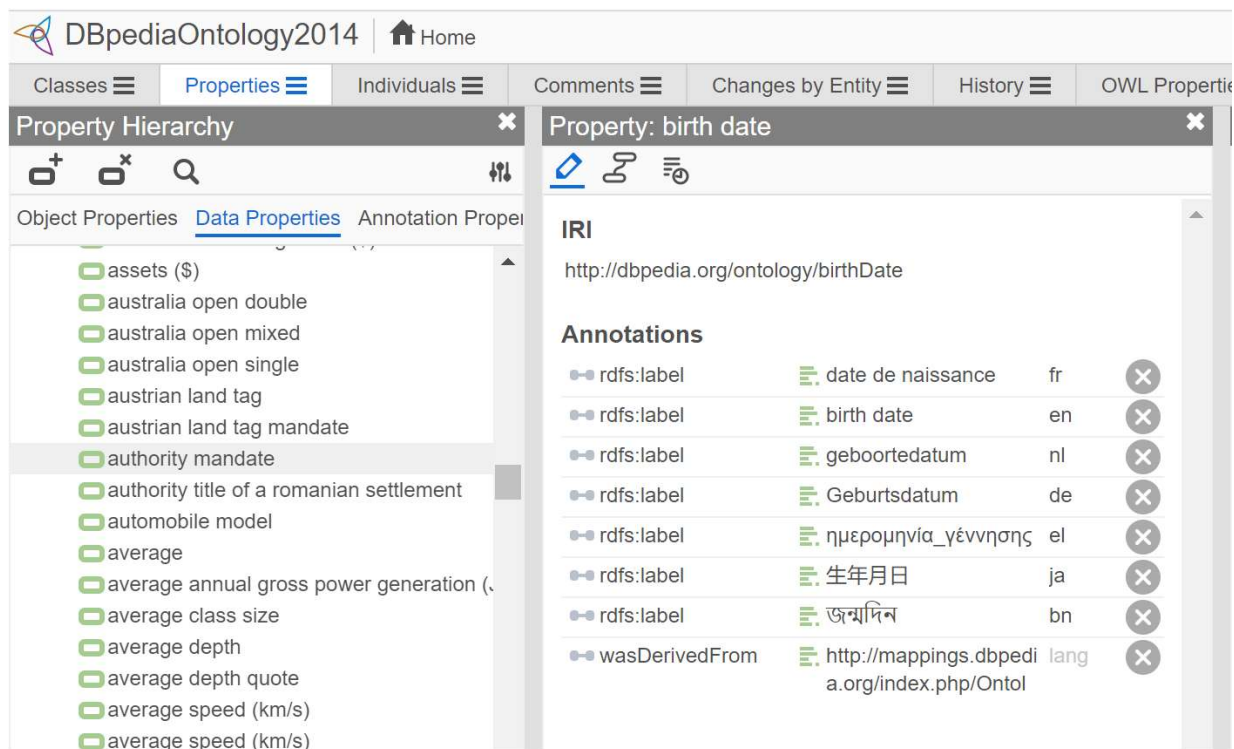 DBpediaOntology2014 Home
Classes Properties Individuals Comments Changes by Entity History OWL Propertie
Property Hierarchy
Object Properties Data Properties Annotation Proper
assets ($)
australia open double
australia open mixed
australia open single
austrian land tag
austrian land tag mandate
authority mandate
authority title of a romanian settlement
automobile model
average
average annual gross power generation (J
average class size
average depth
average depth quote
average speed (km/s)
average speed (km/s)
Property: birth date
IRI
http://dbpedia.org/ontology/birthDate
Annotations
rdfs:label date de naissance fr
rdfs:label birth date en
rdfs:label geboortedatum nl
rdfs:label Geburtsdatum de
rdfs:label ημερομηνία_γέννησης el
rdfs:label 生年月日 ja
rdfs:label জন্মদিন bn
wasDerivedFrom http://mappings.dbpedi lang
a.org/index.php/Ontol